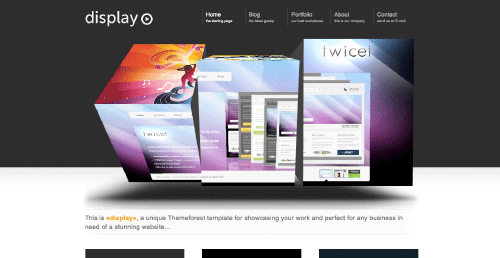 display
Home
the starting page
Blog
the latest gossip
Portfolio
our best workpieces
About
this is our company
Contact
send us an E-mail
twicet
twicet
This is <display>, a unique Themeforest template for showcasing your work and perfect for any business in
need of a stunning website...